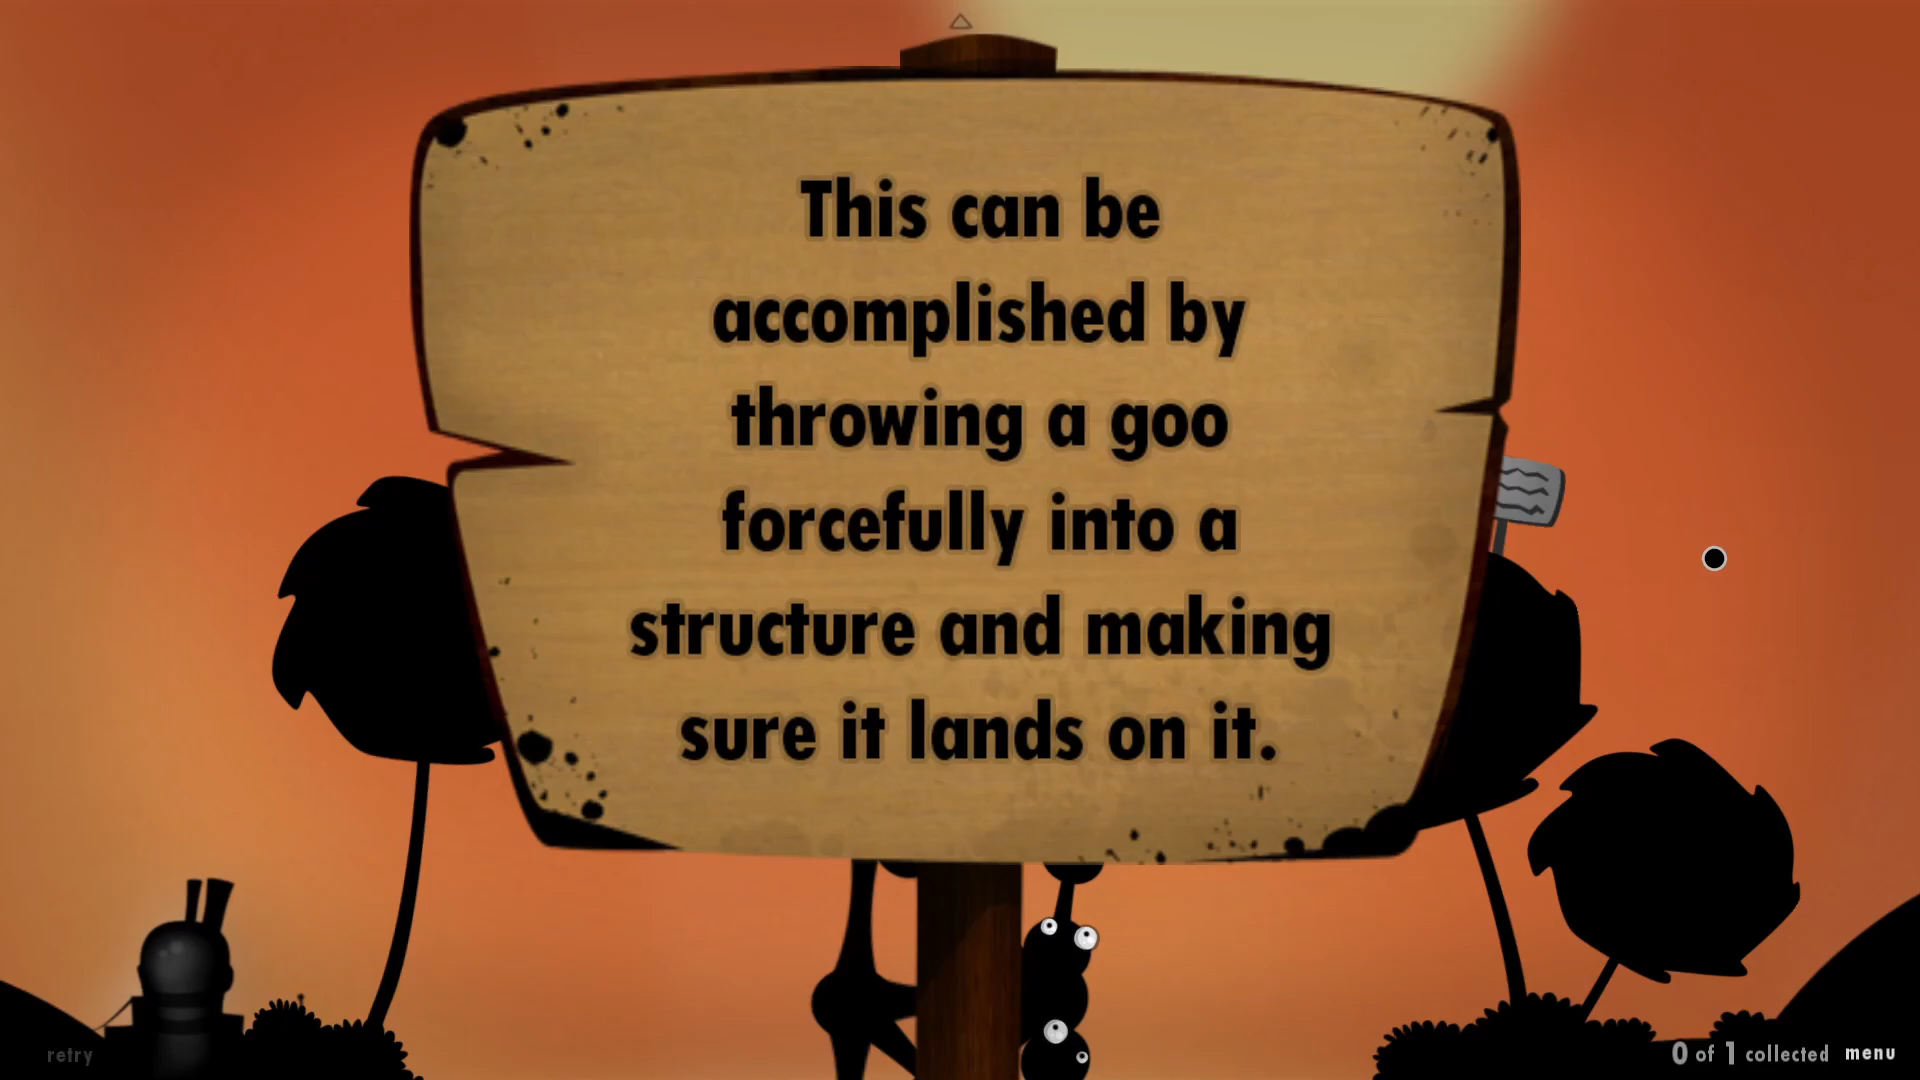 This can be
accomplished by
throwing a goo
forcefully into a
structure and making
sure it lands on it.
retry
0 of 1 collected menu